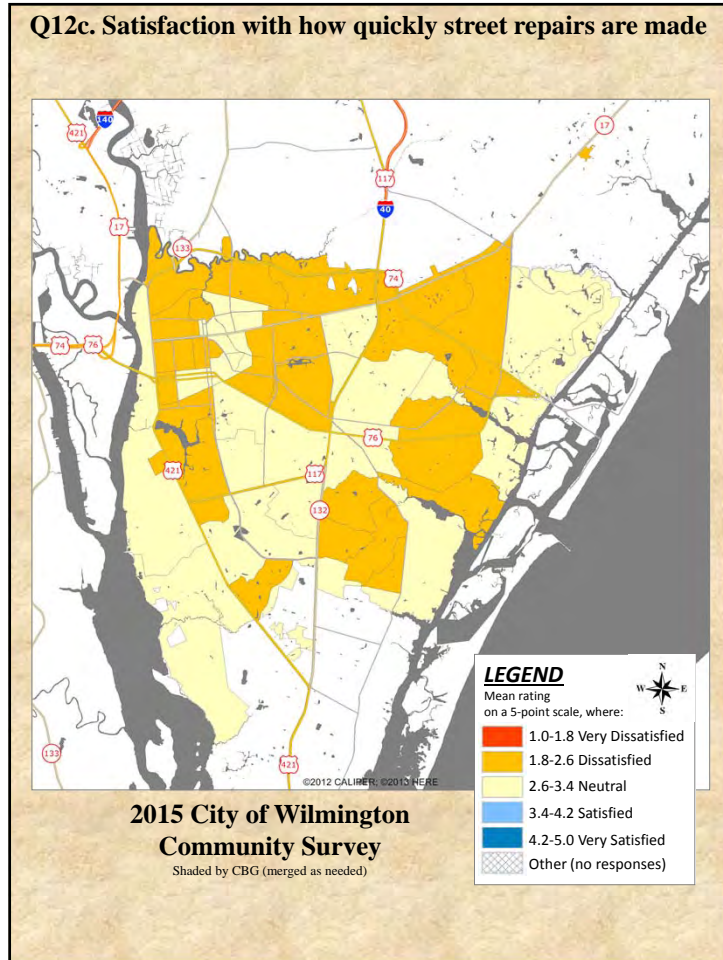 Q12c. Satisfaction with how quickly street repairs are made
140
421
17
117
40
17
133
74
74
76
76
421
117
132
133
421
©2012 CALIPER; ©2013 HERE
LEGEND
Mean rating
on a 5-point scale, where:
N
W E
S
1.0-1.8 Very Dissatisfied
1.8-2.6 Dissatisfied
2.6-3.4 Neutral
3.4-4.2 Satisfied
4.2-5.0 Very Satisfied
Other (no responses)
2015 City of Wilmington
Community Survey
Shaded by CBG (merged as needed)